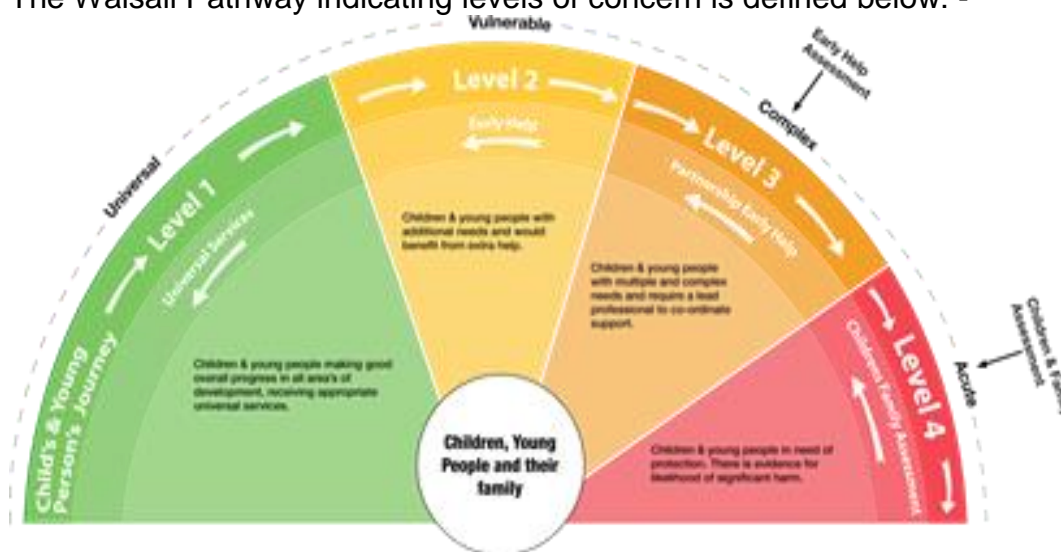 The Walsall Pathway indicating levels of concern is defined below: -
Vulnerable
Early Help
Assessment
Complex
Universal
Level 1
Universal Services
Level 2
Early Help
Level 3
Partnership Early Help
Level 4
Childrens Family Assessment
Acute
Children & Family
Assessment
Child's & Young
Person's Journey
Children & young people making good
overall progress in all area's of
development, receiving appropriate
universal services.
Children & young people with
additional needs and would
benefit from extra help.
Children & young people
with multiple and complex
needs and require a lead
professional to co-ordinate
support.
Children & young people in need of
protection. There is evidence for
likelihood of significant harm.
Children, Young
People and their
family